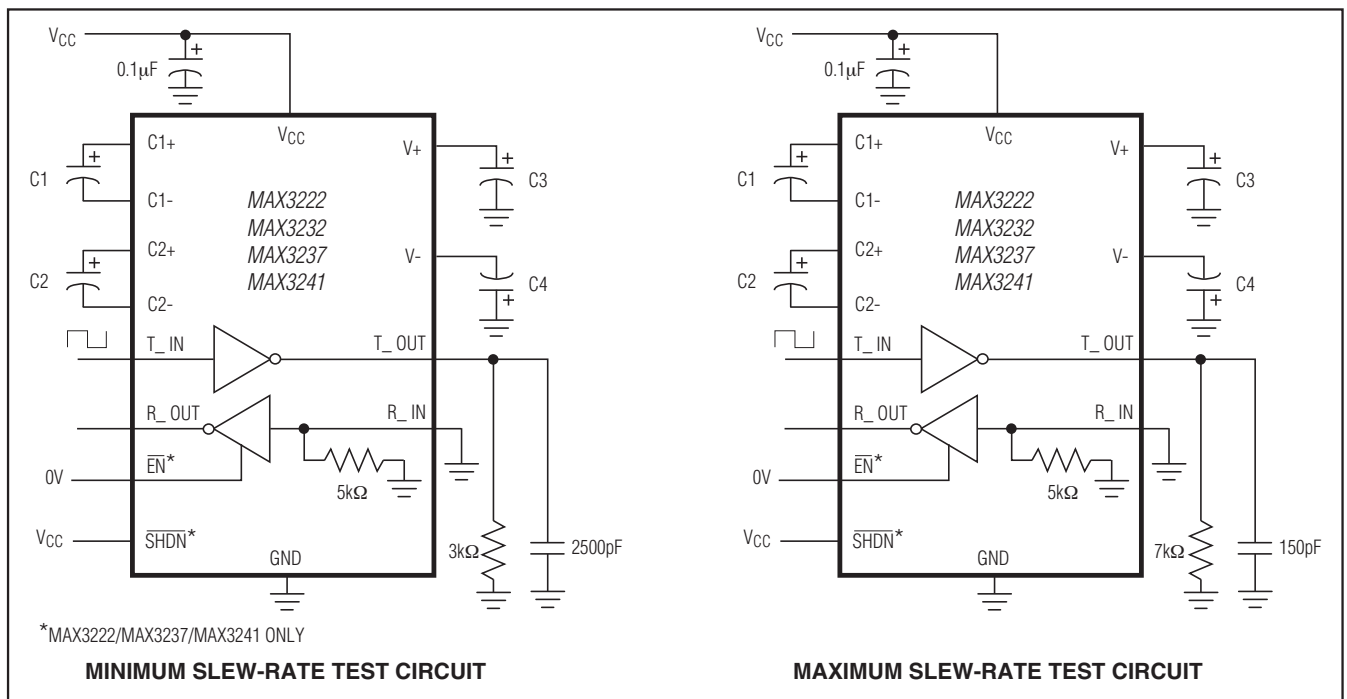 VCC
+
0.1µF
VCC
C1+
C1
+
C1-
V+
+
C3
MAX3222
MAX3232
MAX3237
MAX3241
C2+
C2
+
C2-
V-
C4
+
T_ IN
T_ OUT
R_ OUT
R_ IN
0V
EN*
5kΩ
VCC
SHDN*
GND
3kΩ
2500pF
*MAX3222/MAX3237/MAX3241 ONLY
MINIMUM SLEW-RATE TEST CIRCUIT
VCC
+
0.1µF
VCC
C1+
C1
+
C1-
V+
+
C3
MAX3222
MAX3232
MAX3237
MAX3241
C2+
C2
+
C2-
V-
C4
+
T_ IN
T_ OUT
R_ OUT
R_ IN
0V
EN*
5kΩ
VCC
SHDN*
GND
7kΩ
150pF
MAXIMUM SLEW-RATE TEST CIRCUIT